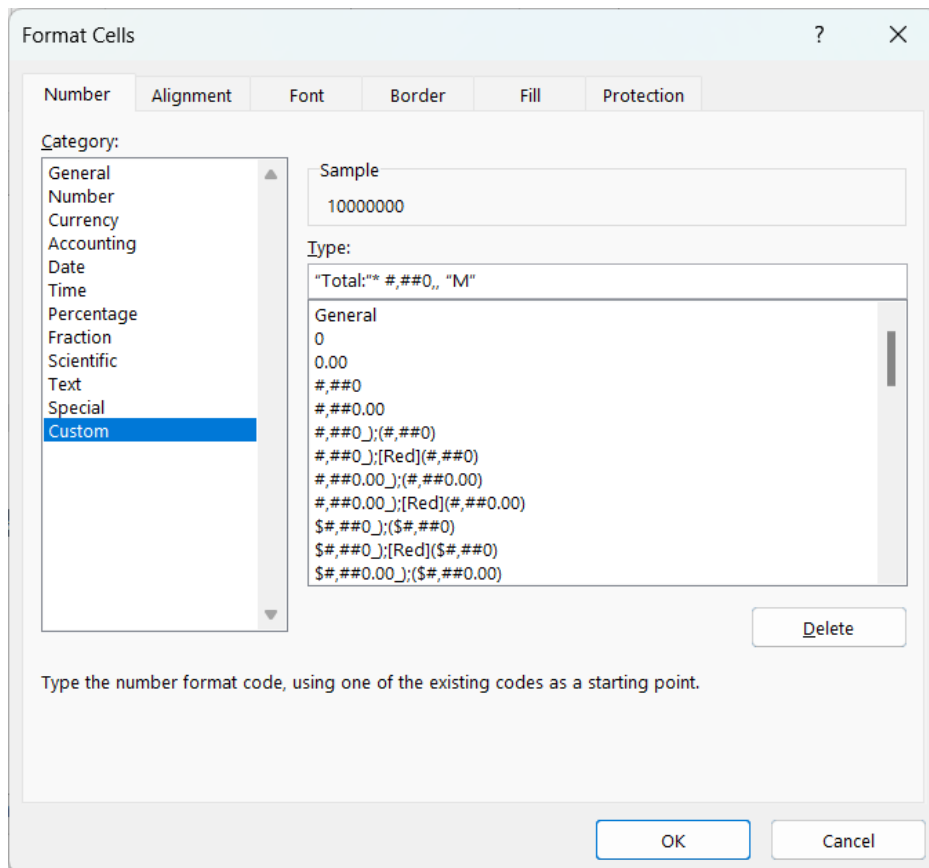 Format Cells ? ×
Number Alignment Font Border Fill Protection
Category:
General
Number
Currency
Accounting
Date
Time
Percentage
Fraction
Scientific
Text
Special
Custom
Sample
10000000
Type:
“Total:”* #,##0,, “M”
General
0
0.00
#,##0
#,##0.00
#,##0_);(#,##0)
#,##0_);[Red](#,##0)
#,##0.00_);(#,##0.00)
#,##0.00_);[Red](#,##0.00)
$#,##0_);($#,##0)
$#,##0_);[Red]($#,##0)
$#,##0.00_);($#,##0.00)
Delete
Type the number format code, using one of the existing codes as a starting point.
OK Cancel